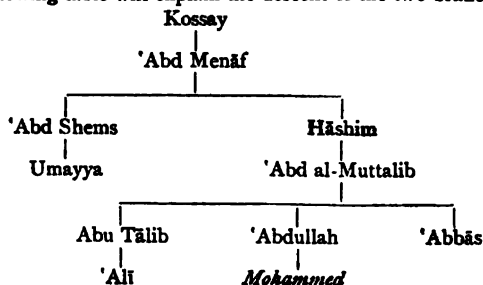 Kossay
‘Abd Menāf
‘Abd Shems Hāshim
Umayya ‘Abd al-Muttalib
Abu Tālib ‘Abdullah ‘Abbās
‘Alī Mohammed